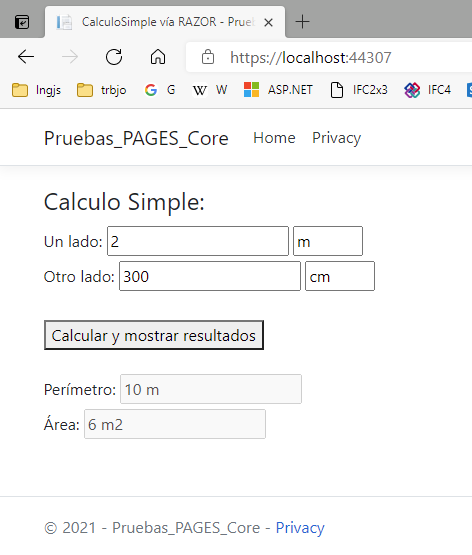 CalculoSimple vía RAZOR - Prue
https://localhost:44307
Ingjs trbjo G G W W ASP.NET IFC2x3 IFC4
Pruebas_PAGES_Core Home Privacy
Calculo Simple:
Un lado: 2 m
Otro lado: 300 cm
Calcular y mostrar resultados
Perímetro: 10 m
Área: 6 m2
© 2021 - Pruebas_PAGES_Core - Privacy